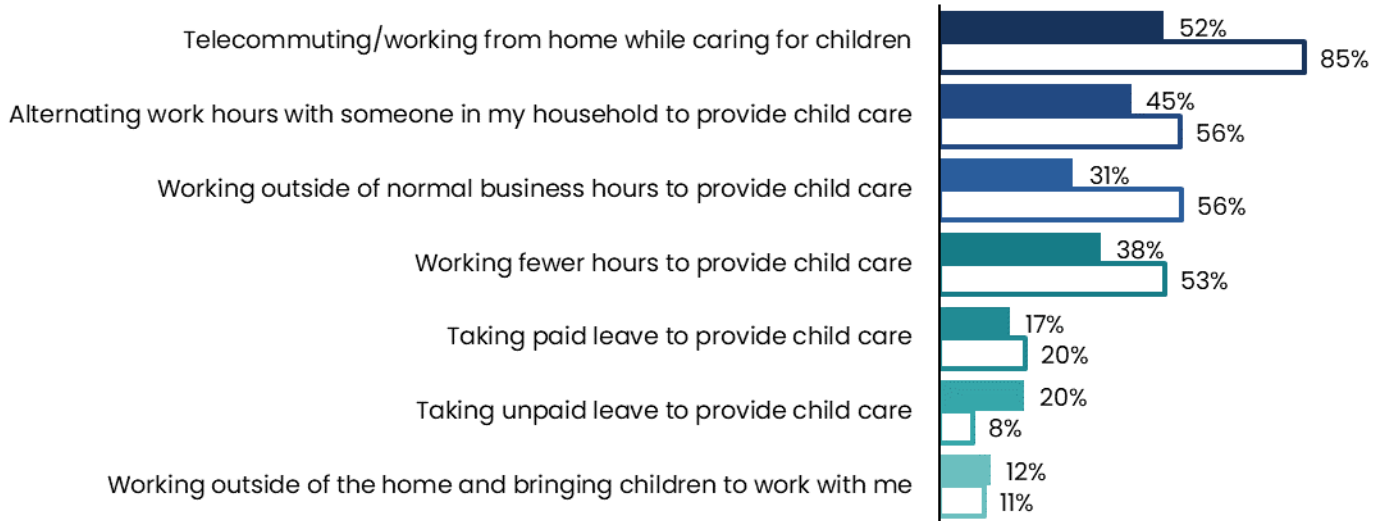 Telecommuting/working from home while caring for children
52%
85%
Alternating work hours with someone in my household to provide child care
45%
56%
Working outside of normal business hours to provide child care
31%
56%
Working fewer hours to provide child care
38%
53%
Taking paid leave to provide child care
17%
20%
Taking unpaid leave to provide child care
20%
8%
Working outside of the home and bringing children to work with me
12%
11%